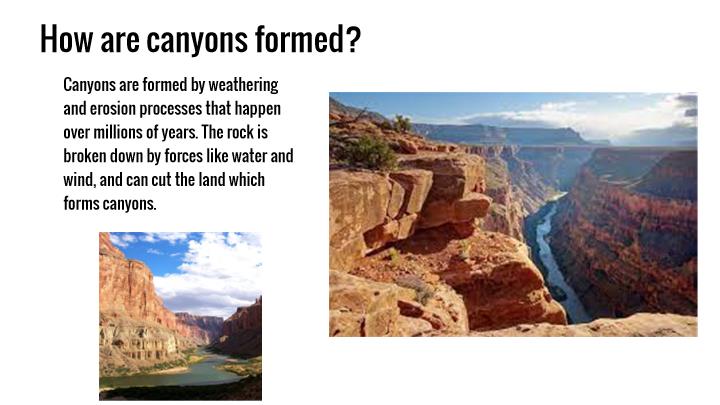 How are canyons formed?
Canyons are formed by weathering
and erosion processes that happen
over millions of years. The rock is
broken down by forces like water and
wind, and can cut the land which
forms canyons.